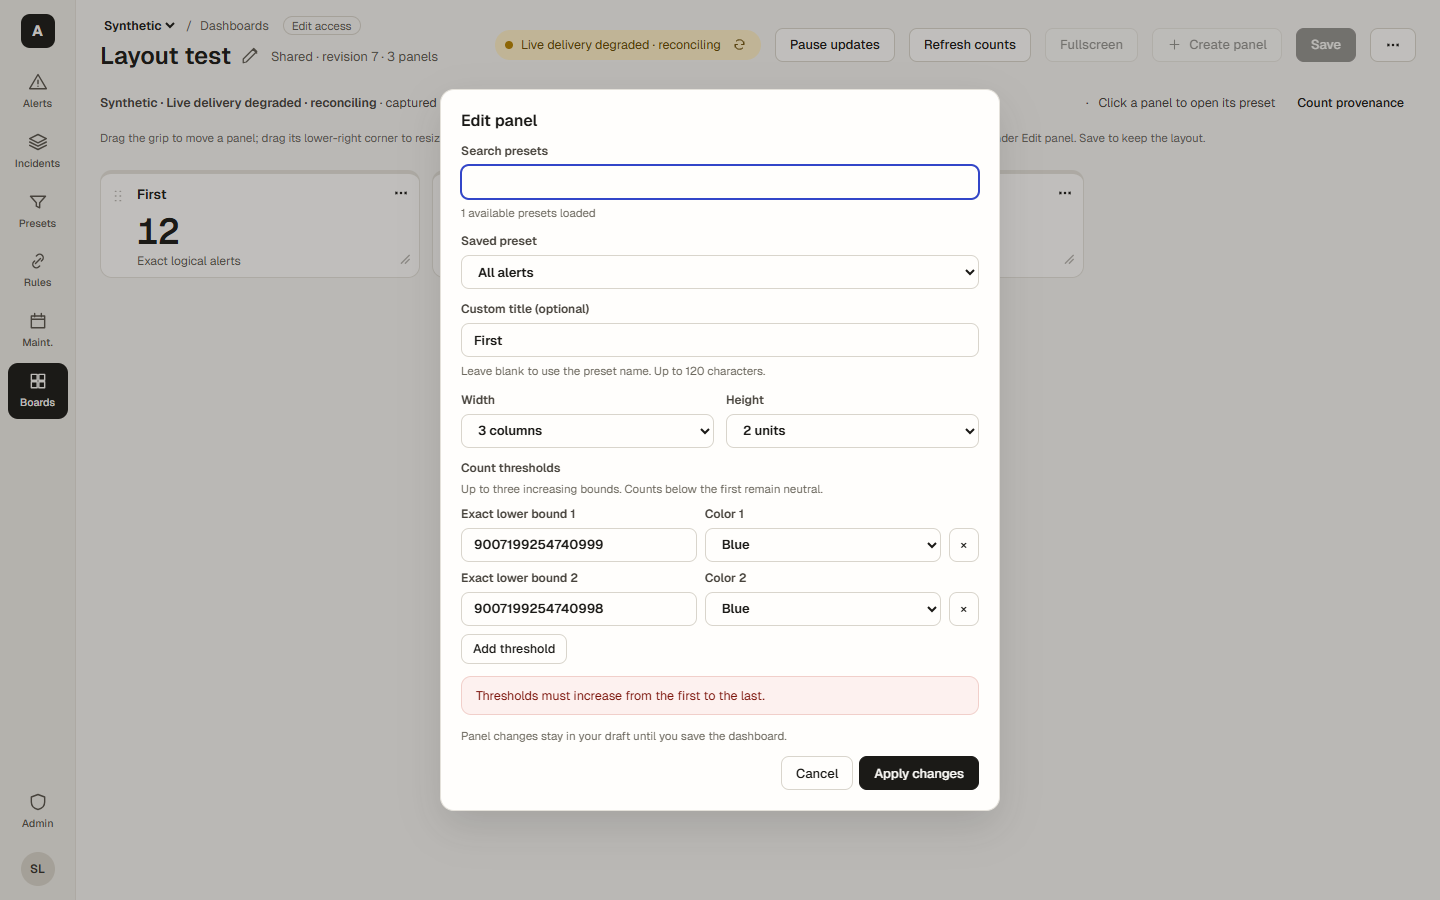 A
Alerts
Incidents
Presets
Rules
Maint.
Boards
Admin
SL
Synthetic / Dashboards Edit access
Layout test Shared · revision 7 · 3 panels
Live delivery degraded · reconciling
Pause updates
Refresh counts
Fullscreen
Create panel
Save
Synthetic · Live delivery degraded · reconciling · captured
· Click a panel to open its preset Count provenance
Drag the grip to move a panel; drag its lower-right corner to resiz
der Edit panel. Save to keep the layout.
First
12
Exact logical alerts
Edit panel
Search presets
1 available presets loaded
Saved preset
All alerts
Custom title (optional)
First
Leave blank to use the preset name. Up to 120 characters.
Width Height
3 columns 2 units
Count thresholds
Up to three increasing bounds. Counts below the first remain neutral.
Exact lower bound 1 Color 1
9007199254740999 Blue ×
Exact lower bound 2 Color 2
9007199254740998 Blue ×
Add threshold
Thresholds must increase from the first to the last.
Panel changes stay in your draft until you save the dashboard.
Cancel Apply changes